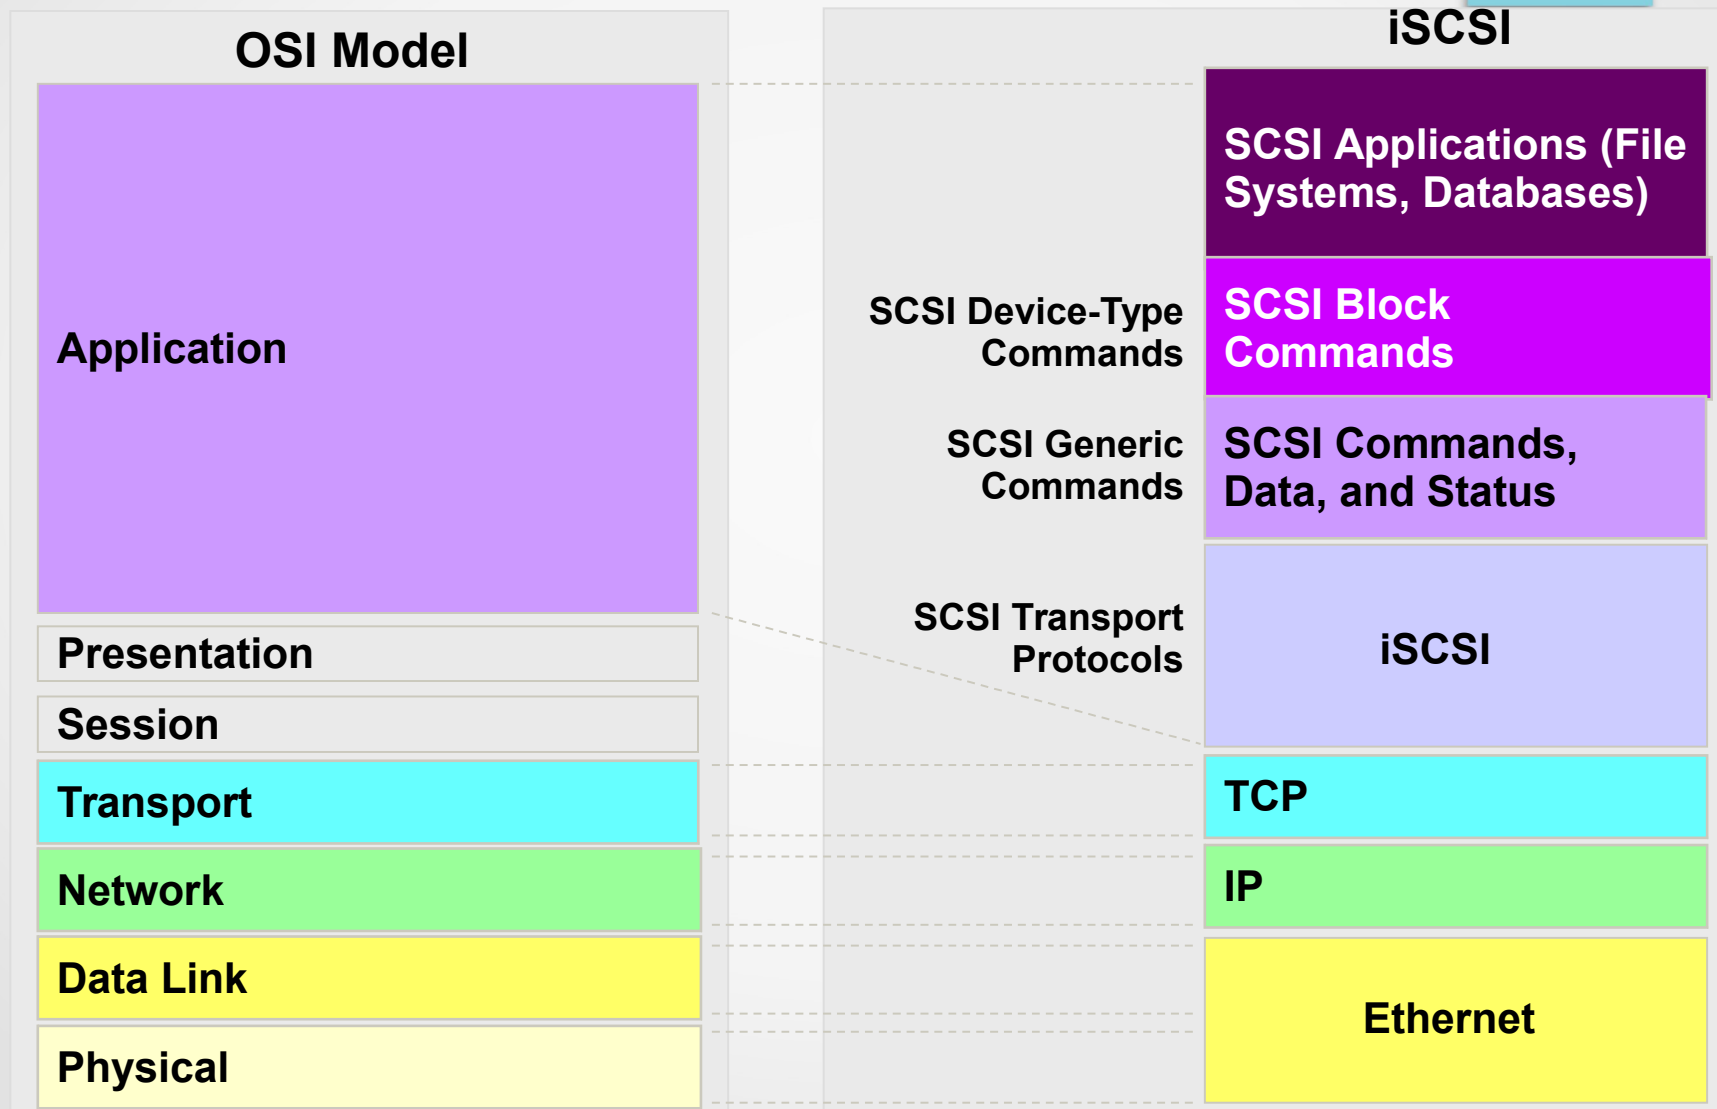 OSI Model
Application
Presentation
Session
Transport
Network
Data Link
Physical
iSCSI
SCSI Device-Type
Commands
SCSI Generic
Commands
SCSI Transport
Protocols
SCSI Applications (File
Systems, Databases)
SCSI Block
Commands
SCSI Commands,
Data, and Status
iSCSI
TCP
IP
Ethernet